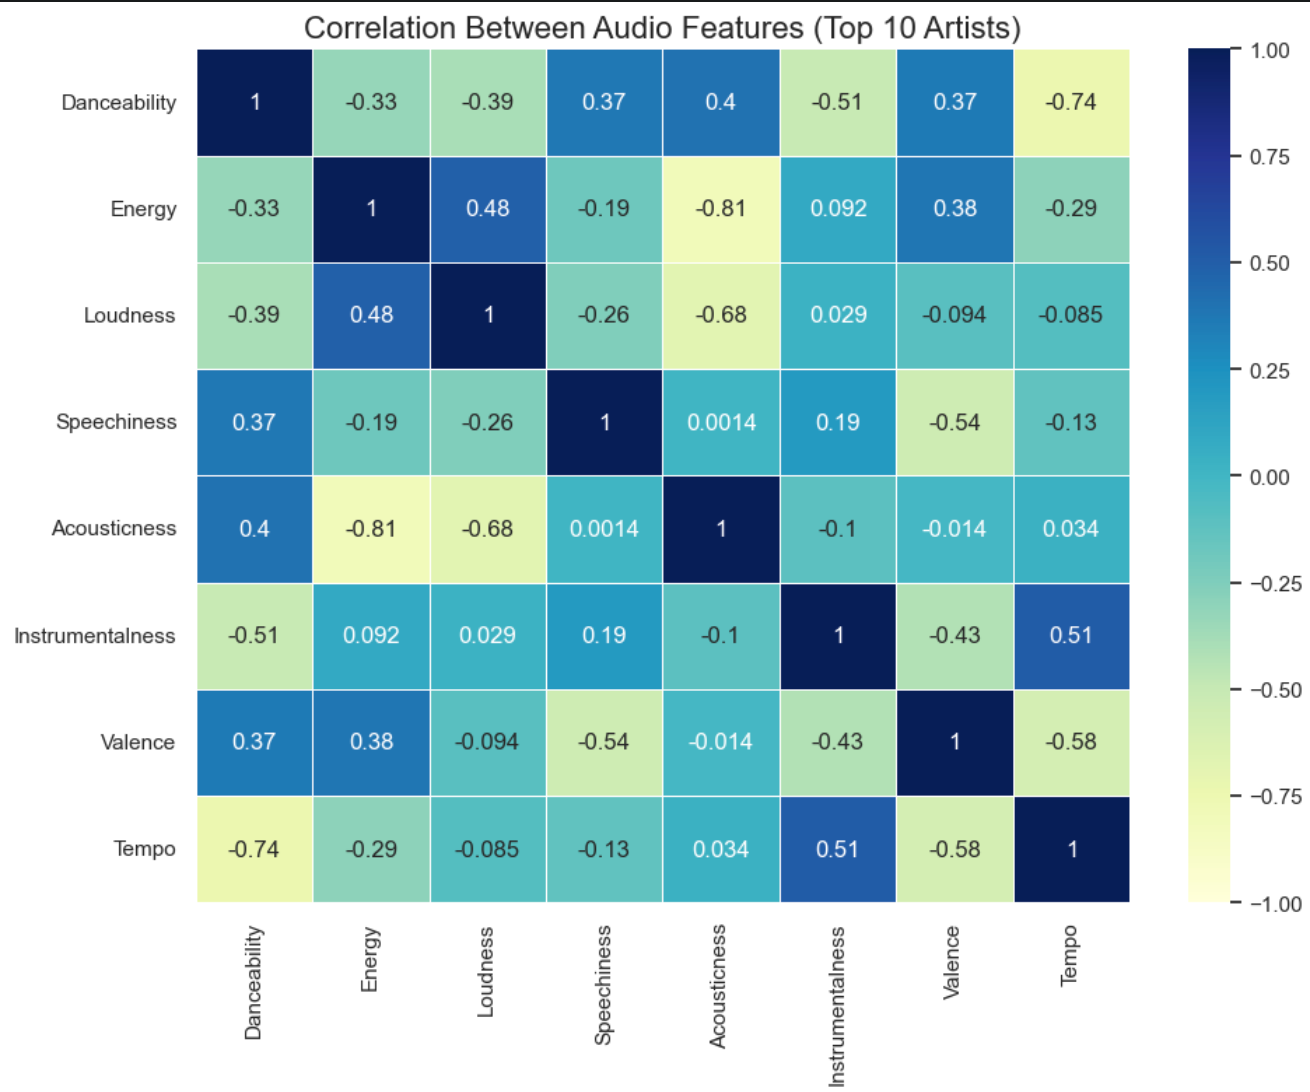 Correlation Between Audio Features (Top 10 Artists)
Danceability 1 -0.33 -0.39 0.37 0.4 -0.51 0.37 -0.74
Energy -0.33 1 0.48 -0.19 -0.81 0.092 0.38 -0.29
Loudness -0.39 0.48 1 -0.26 -0.68 0.029 -0.094 -0.085
Speechiness 0.37 -0.19 -0.26 1 0.0014 0.19 -0.54 -0.13
Acousticness 0.4 -0.81 -0.68 0.0014 1 -0.1 -0.014 0.034
Instrumentalness -0.51 0.092 0.029 0.19 -0.1 1 -0.43 0.51
Valence 0.37 0.38 -0.094 -0.54 -0.014 -0.43 1 -0.58
Tempo -0.74 -0.29 -0.085 -0.13 0.034 0.51 -0.58 1
Danceability
Energy
Loudness
Speechiness
Acousticness
Instrumentalness
Valence
Tempo
1.00
0.75
0.50
0.25
0.00
−0.25
−0.50
−0.75
−1.00